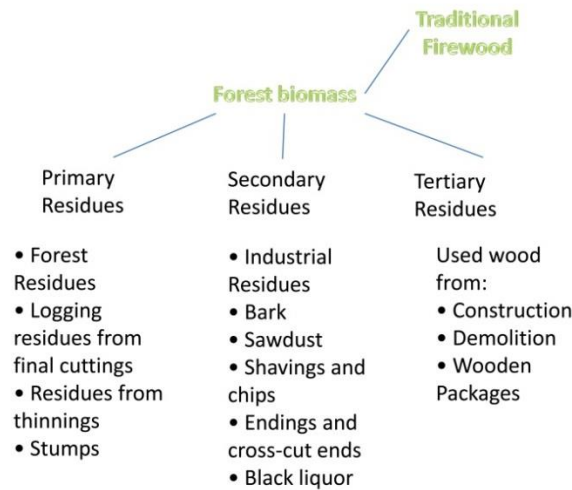 Traditional
Firewood
Forest biomass
Primary
Residues
• Forest
Residues
• Logging
residues from
final cuttings
• Residues from
thinnings
• Stumps
Secondary
Residues
• Industrial
Residues
• Bark
• Sawdust
• Shavings and
chips
• Endings and
cross-cut ends
• Black liquor
Tertiary
Residues
Used wood
from:
• Construction
• Demolition
• Wooden
Packages